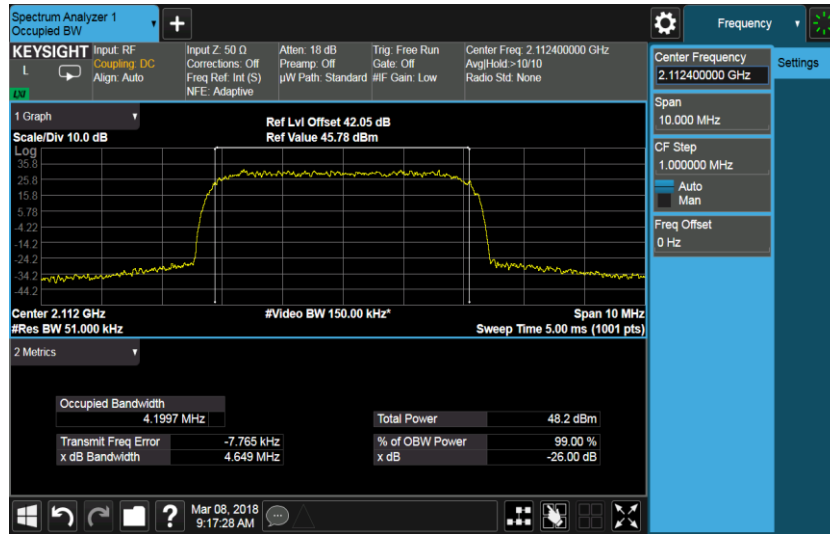 Spectrum Analyzer 1
Occupied BW
+
Frequency
KEYSIGHT
L
LXI
Input: RF
Coupling: DC
Align: Auto
Input Z: 50 Ω
Corrections: Off
Freq Ref: Int (S)
NFE: Adaptive
Atten: 18 dB
Preamp: Off
µW Path: Standard
Trig: Free Run
Gate: Off
#IF Gain: Low
Center Freq: 2.112400000 GHz
Avg|Hold:>10/10
Radio Std: None
Center Frequency
2.112400000 GHz
Settings
Span
10.000 MHz
CF Step
1.000000 MHz
Auto
Man
Freq Offset
0 Hz
1 Graph
Scale/Div 10.0 dB
Ref Lvl Offset 42.05 dB
Ref Value 45.78 dBm
Log
35.8
25.8
15.8
5.78
-4.22
-14.2
-24.2
-34.2
-44.2
Center 2.112 GHz
#Res BW 51.000 kHz
#Video BW 150.00 kHz*
Span 10 MHz
Sweep Time 5.00 ms (1001 pts)
2 Metrics
Occupied Bandwidth
4.1997 MHz
Total Power 48.2 dBm
Transmit Freq Error -7.765 kHz
% of OBW Power 99.00 %
x dB Bandwidth 4.649 MHz
x dB -26.00 dB
?
Mar 08, 2018
9:17:28 AM